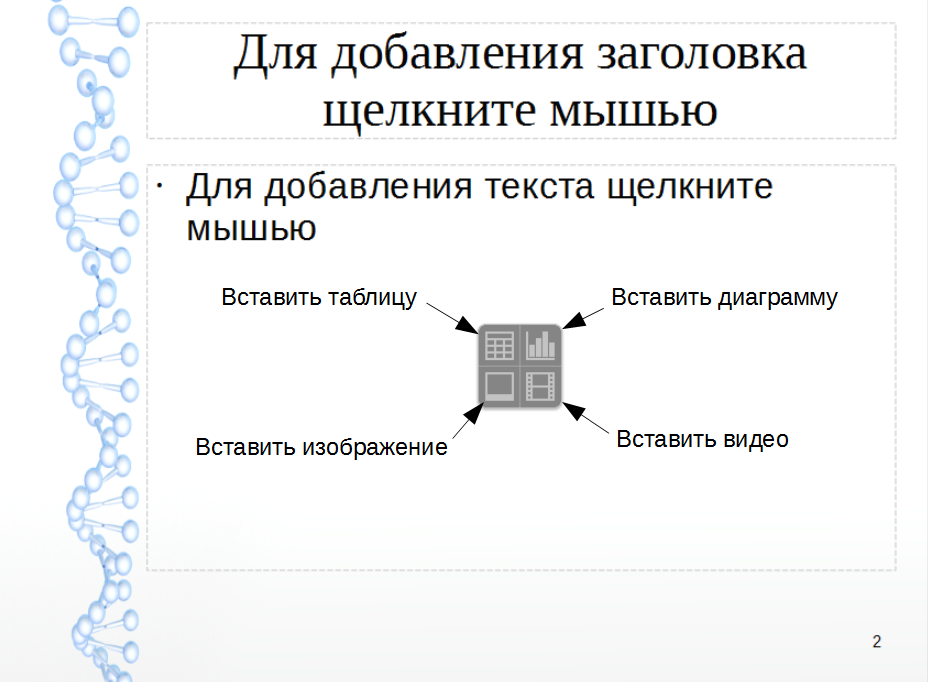 Для добавления заголовка
щелкните мышью
· Для добавления текста щелкните
мышью
Вставить таблицу
Вставить диаграмму
Вставить изображение
Вставить видео
2